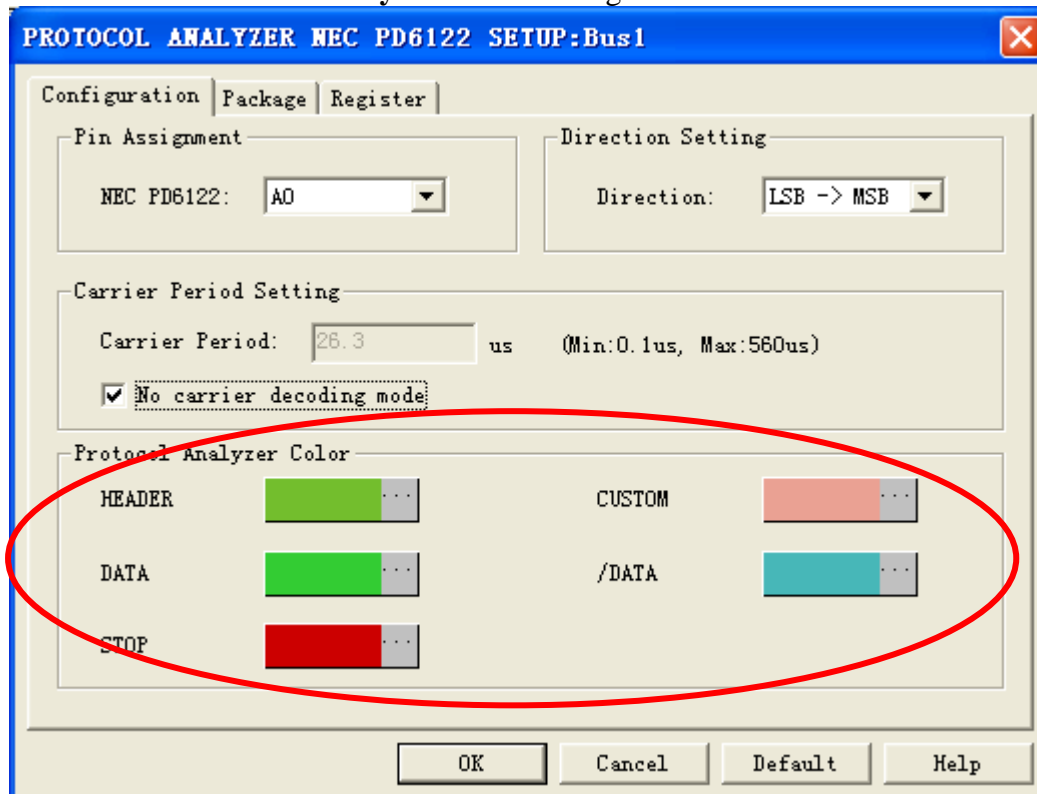 PROTOCOL ANALYZER NEC PD6122 SETUP:Bus1
Configuration Package Register
Pin Assignment Direction Setting
NEC PD6122: A0 Direction: LSB -> MSB
Carrier Period Setting
Carrier Period: 26.3 us (Min:0.1us, Max:560us)
No carrier decoding mode
Protocol Analyzer Color
HEADER ... CUSTOM ...
DATA ... /DATA ...
STOP ...
OK Cancel Default Help